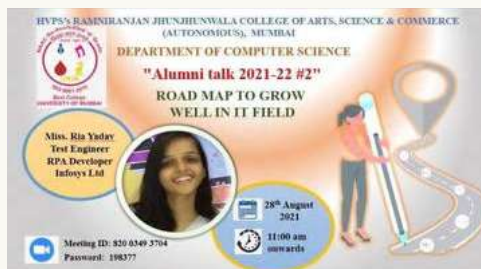 HVPS's RAMNIRANJAN JHUNJHUNWALA COLLEGE OF ARTS, SCIENCE & COMMERCE
(AUTONOMOUS), MUMBAI
DEPARTMENT OF COMPUTER SCIENCE
"Alumni talk 2021-22 #2"
ROAD MAP TO GROW
WELL IN IT FIELD
Miss. Ria Yadav
Test Engineer
RPA Developer
Infosys Ltd
28th August
2021
11:00 am
onwards
Meeting ID: 820 0349 3704
Password: 198377